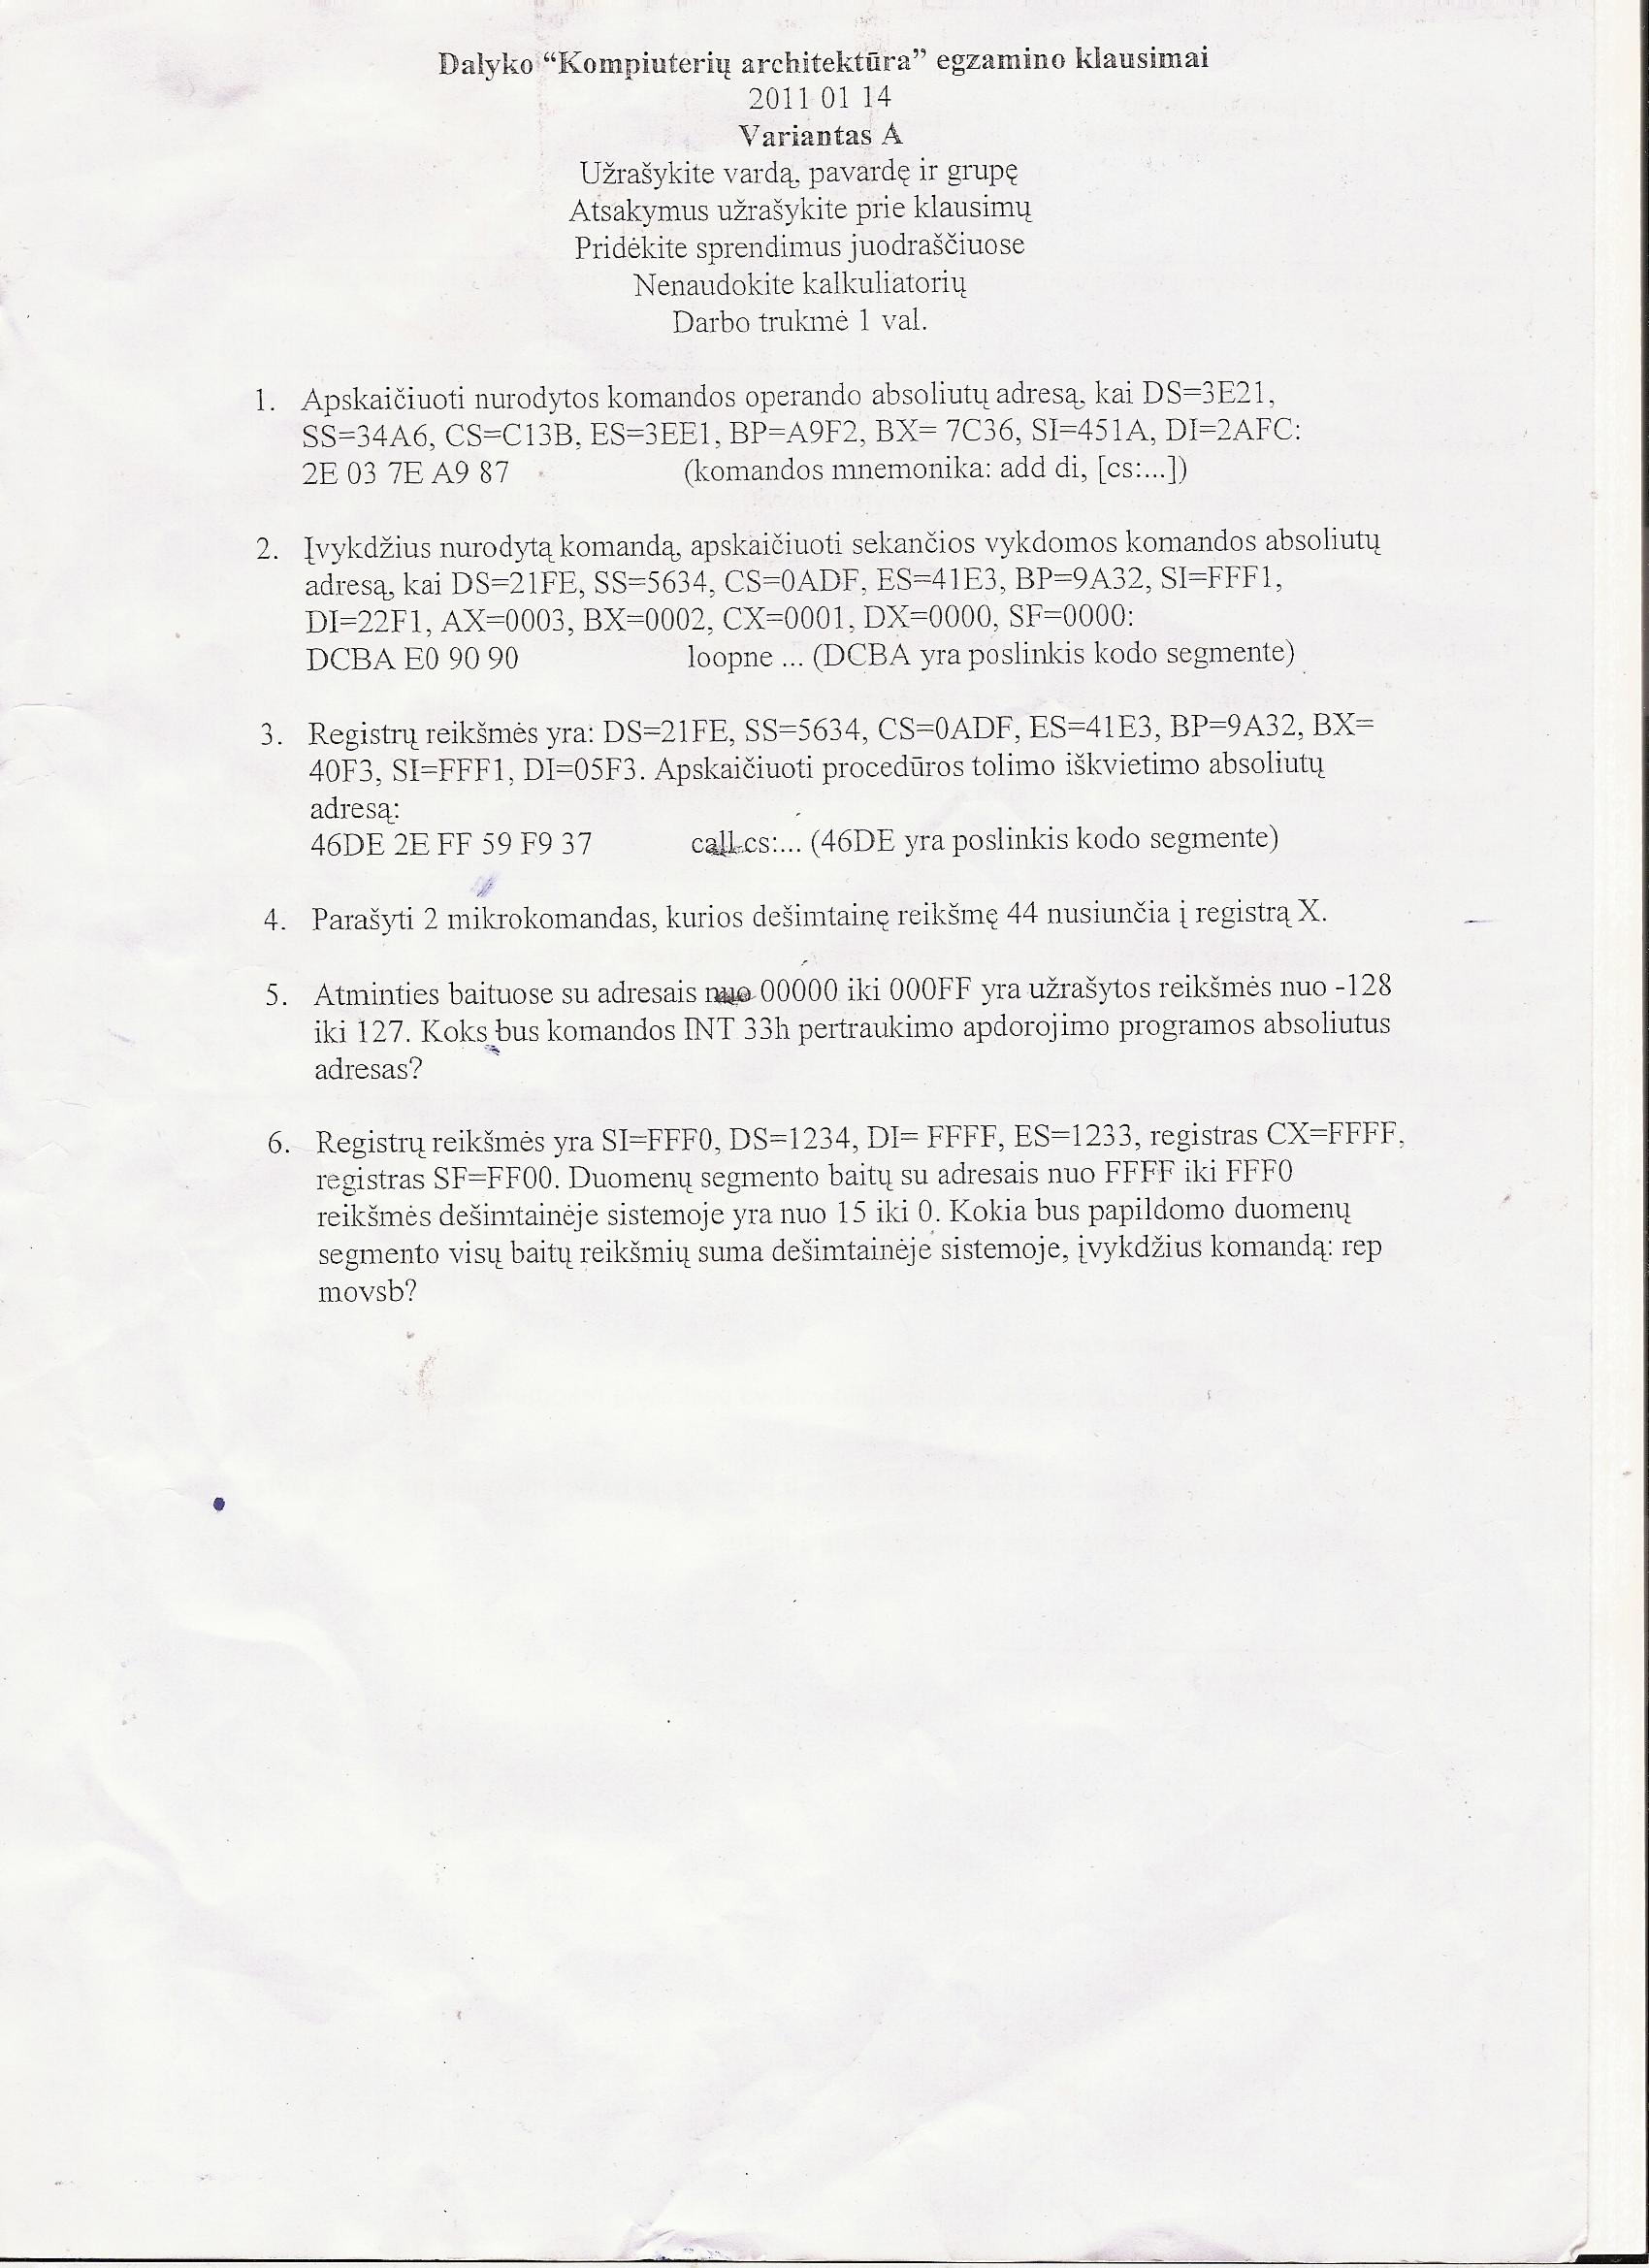 Dalyko “Kompiuterių architektūra” egzamino klausimai
2011 01 14
Variantas A
Užrašykite vardą, pavardę ir grupę
Atsakymus užrašykite prie klausimų
Pridėkite sprendimus juodraščiuose
Nenaudokite kalkuliatorių
Darbo trukmė 1 val.
1. Apskaičiuoti nurodytos komandos operando absoliutų adresą, kai DS=3E21,
SS=34A6, CS=C13B, ES=3EE1, BP=A9F2, BX= 7C36, SI=451A, DI=2AFC:
2E 03 7E A9 87 (komandos mnemonika: add di, [cs:...])
2. Įvykdžius nurodytą komandą, apskaičiuoti sekančios vykdomos komandos absoliutų
adresą, kai DS=21FE, SS=5634, CS=0ADF, ES=41E3, BP=9A32, SI=FFF1,
DI=22F1, AX=0003, BX=0002, CX=0001, DX=0000, SF=0000:
DCBA E0 90 90 loopne ... (DCBA yra poslinkis kodo segmente)
3. Registrų reikšmės yra: DS=21FE, SS=5634, CS=0ADF, ES=41E3, BP=9A32, BX=
40F3, SI=FFF1, DI=05F3. Apskaičiuoti procedūros tolimo iškvietimo absoliutų
adresą:
46DE 2E FF 59 F9 37 call cs:... (46DE yra poslinkis kodo segmente)
4. Parašyti 2 mikrokomandas, kurios dešimtainę reikšmę 44 nusiunčia į registrą X.
5. Atminties baituose su adresais nuo 00000 iki 000FF yra užrašytos reikšmės nuo -128
iki 127. Koks bus komandos INT 33h pertraukimo apdorojimo programos absoliutus
adresas?
6. Registrų reikšmės yra SI=FFF0, DS=1234, DI= FFFF, ES=1233, registras CX=FFFF,
registras SF=FF00. Duomenų segmento baitų su adresais nuo FFFF iki FFF0
reikšmės dešimtainėje sistemoje yra nuo 15 iki 0. Kokia bus papildomo duomenų
segmento visų baitų reikšmių suma dešimtainėje sistemoje, įvykdžius komandą: rep
movsb?